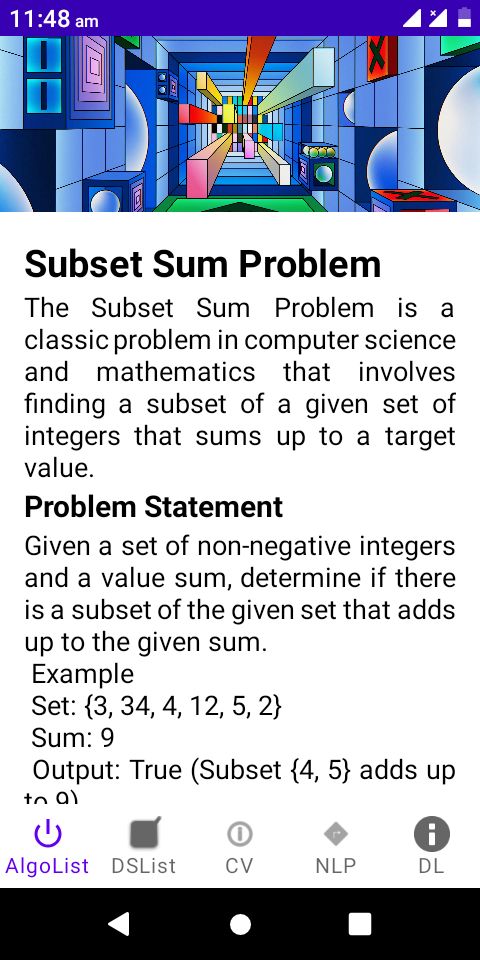 11:48 am
Subset Sum Problem
The Subset Sum Problem is a
classic problem in computer science
and mathematics that involves
finding a subset of a given set of
integers that sums up to a target
value.
Problem Statement
Given a set of non-negative integers
and a value sum, determine if there
is a subset of the given set that adds
up to the given sum.
Example
Set: {3, 34, 4, 12, 5, 2}
Sum: 9
Output: True (Subset {4, 5} adds up
to 9)
AlgoList DSList CV NLP DL